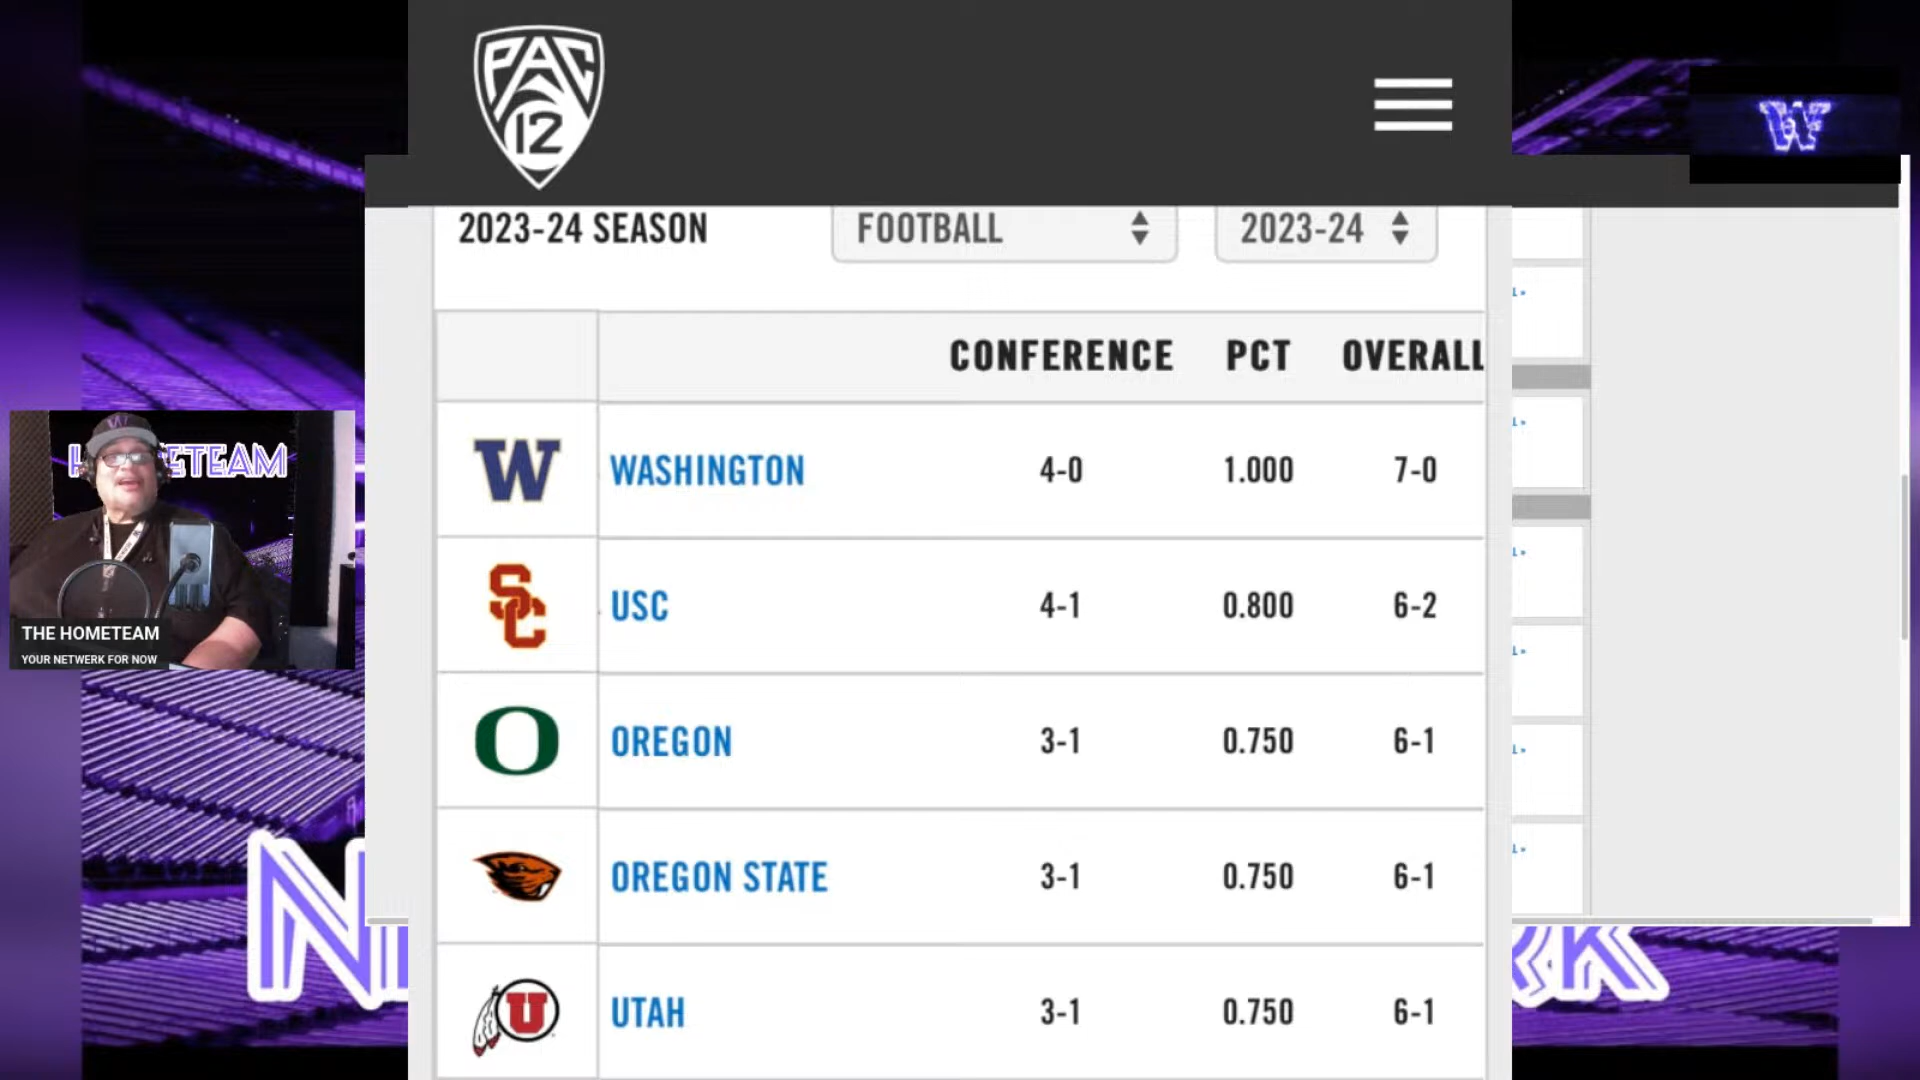 PAC
12
W
2023-24 SEASON
FOOTBALL
2023-24
CONFERENCE PCT OVERALL
W WASHINGTON 4-0 1.000 7-0
SC USC 4-1 0.800 6-2
O OREGON 3-1 0.750 6-1
OREGON STATE 3-1 0.750 6-1
U UTAH 3-1 0.750 6-1
THE HOMETEAM
YOUR NETWERK FOR NOW